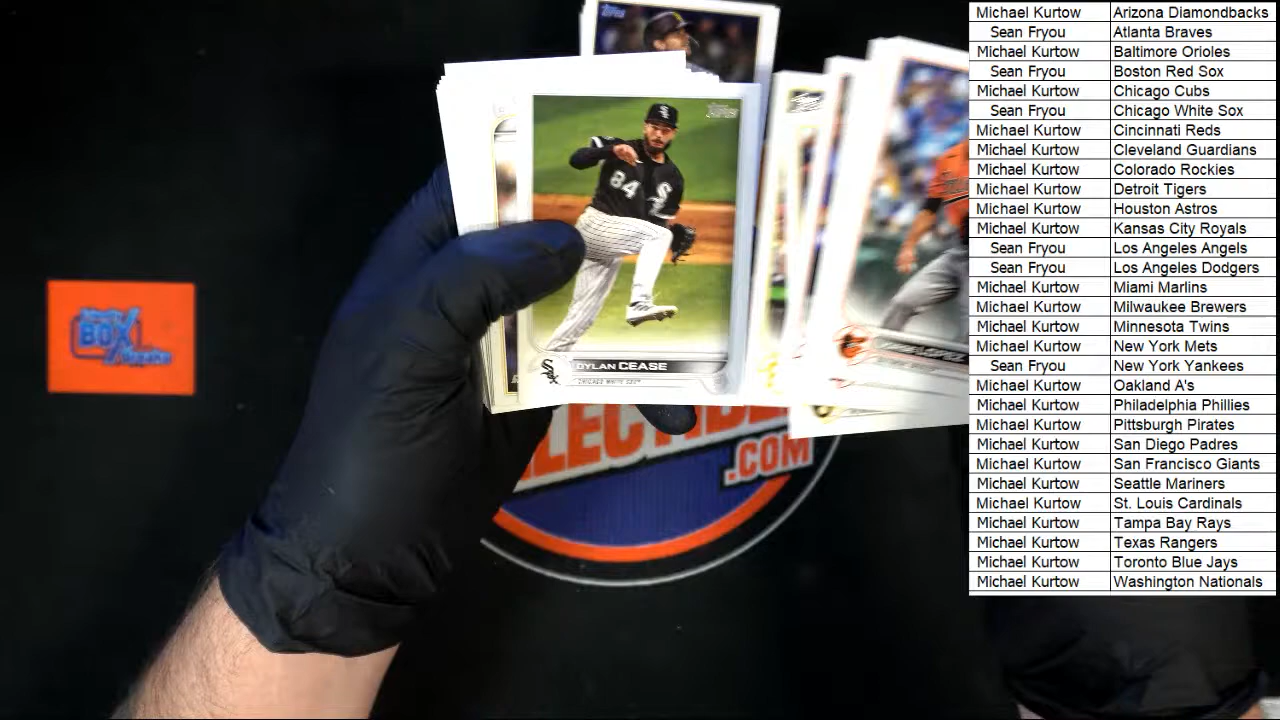 Michael Kurtow Arizona Diamondbacks
Sean Fryou Atlanta Braves
Michael Kurtow Baltimore Orioles
Sean Fryou Boston Red Sox
Michael Kurtow Chicago Cubs
Sean Fryou Chicago White Sox
Michael Kurtow Cincinnati Reds
Michael Kurtow Cleveland Guardians
Michael Kurtow Colorado Rockies
Michael Kurtow Detroit Tigers
Michael Kurtow Houston Astros
Michael Kurtow Kansas City Royals
Sean Fryou Los Angeles Angels
Sean Fryou Los Angeles Dodgers
Michael Kurtow Miami Marlins
Michael Kurtow Milwaukee Brewers
Michael Kurtow Minnesota Twins
Michael Kurtow New York Mets
Sean Fryou New York Yankees
Michael Kurtow Oakland A's
Michael Kurtow Philadelphia Phillies
Michael Kurtow Pittsburgh Pirates
Michael Kurtow San Diego Padres
Michael Kurtow San Francisco Giants
Michael Kurtow Seattle Mariners
Michael Kurtow St. Louis Cardinals
Michael Kurtow Tampa Bay Rays
Michael Kurtow Texas Rangers
Michael Kurtow Toronto Blue Jays
Michael Kurtow Washington Nationals
Topps
Topps
84
DYLAN CEASE
CHICAGO WHITE SOX
BOX
.COM